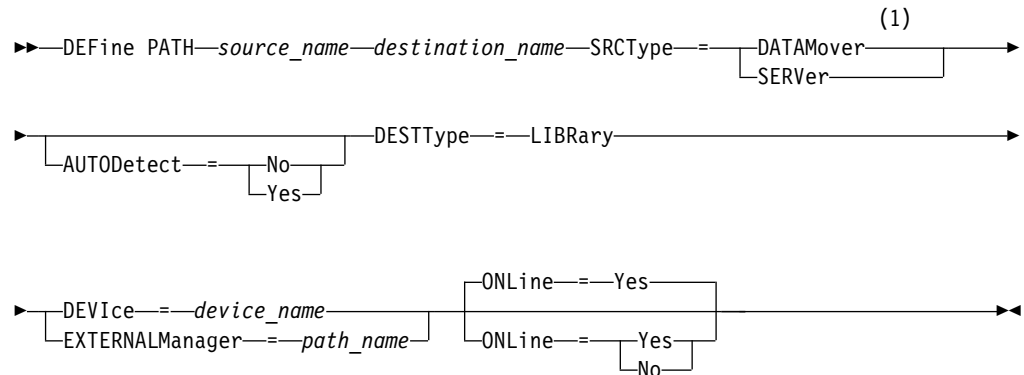 (1)
DEFine PATH source_name destination_name SRCType = DATAMover
SERVer
DESTType = LIBRary
AUTODetect = No
Yes
ONLine = Yes
DEVIce = device_name
EXTERNALManager = path_name ONLine = Yes
No